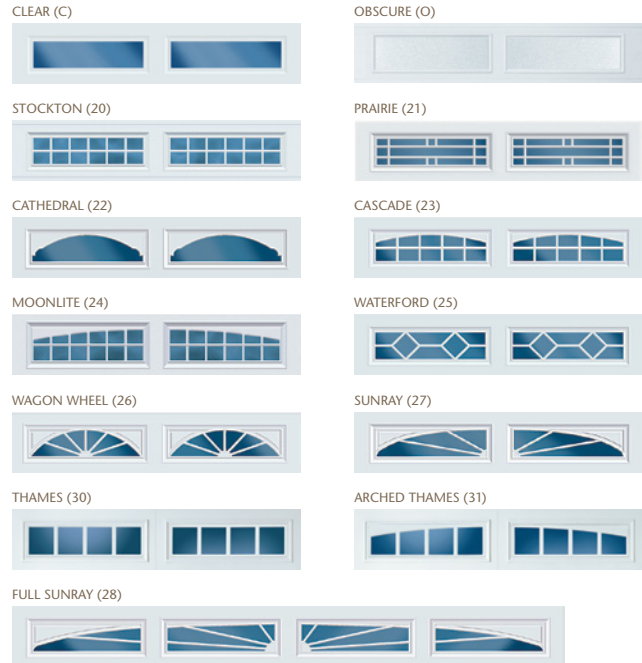 CLEAR (C)
OBSCURE (O)
STOCKTON (20)
PRAIRIE (21)
CATHEDRAL (22)
CASCADE (23)
MOONLITE (24)
WATERFORD (25)
WAGON WHEEL (26)
SUNRAY (27)
THAMES (30)
ARCHED THAMES (31)
FULL SUNRAY (28)